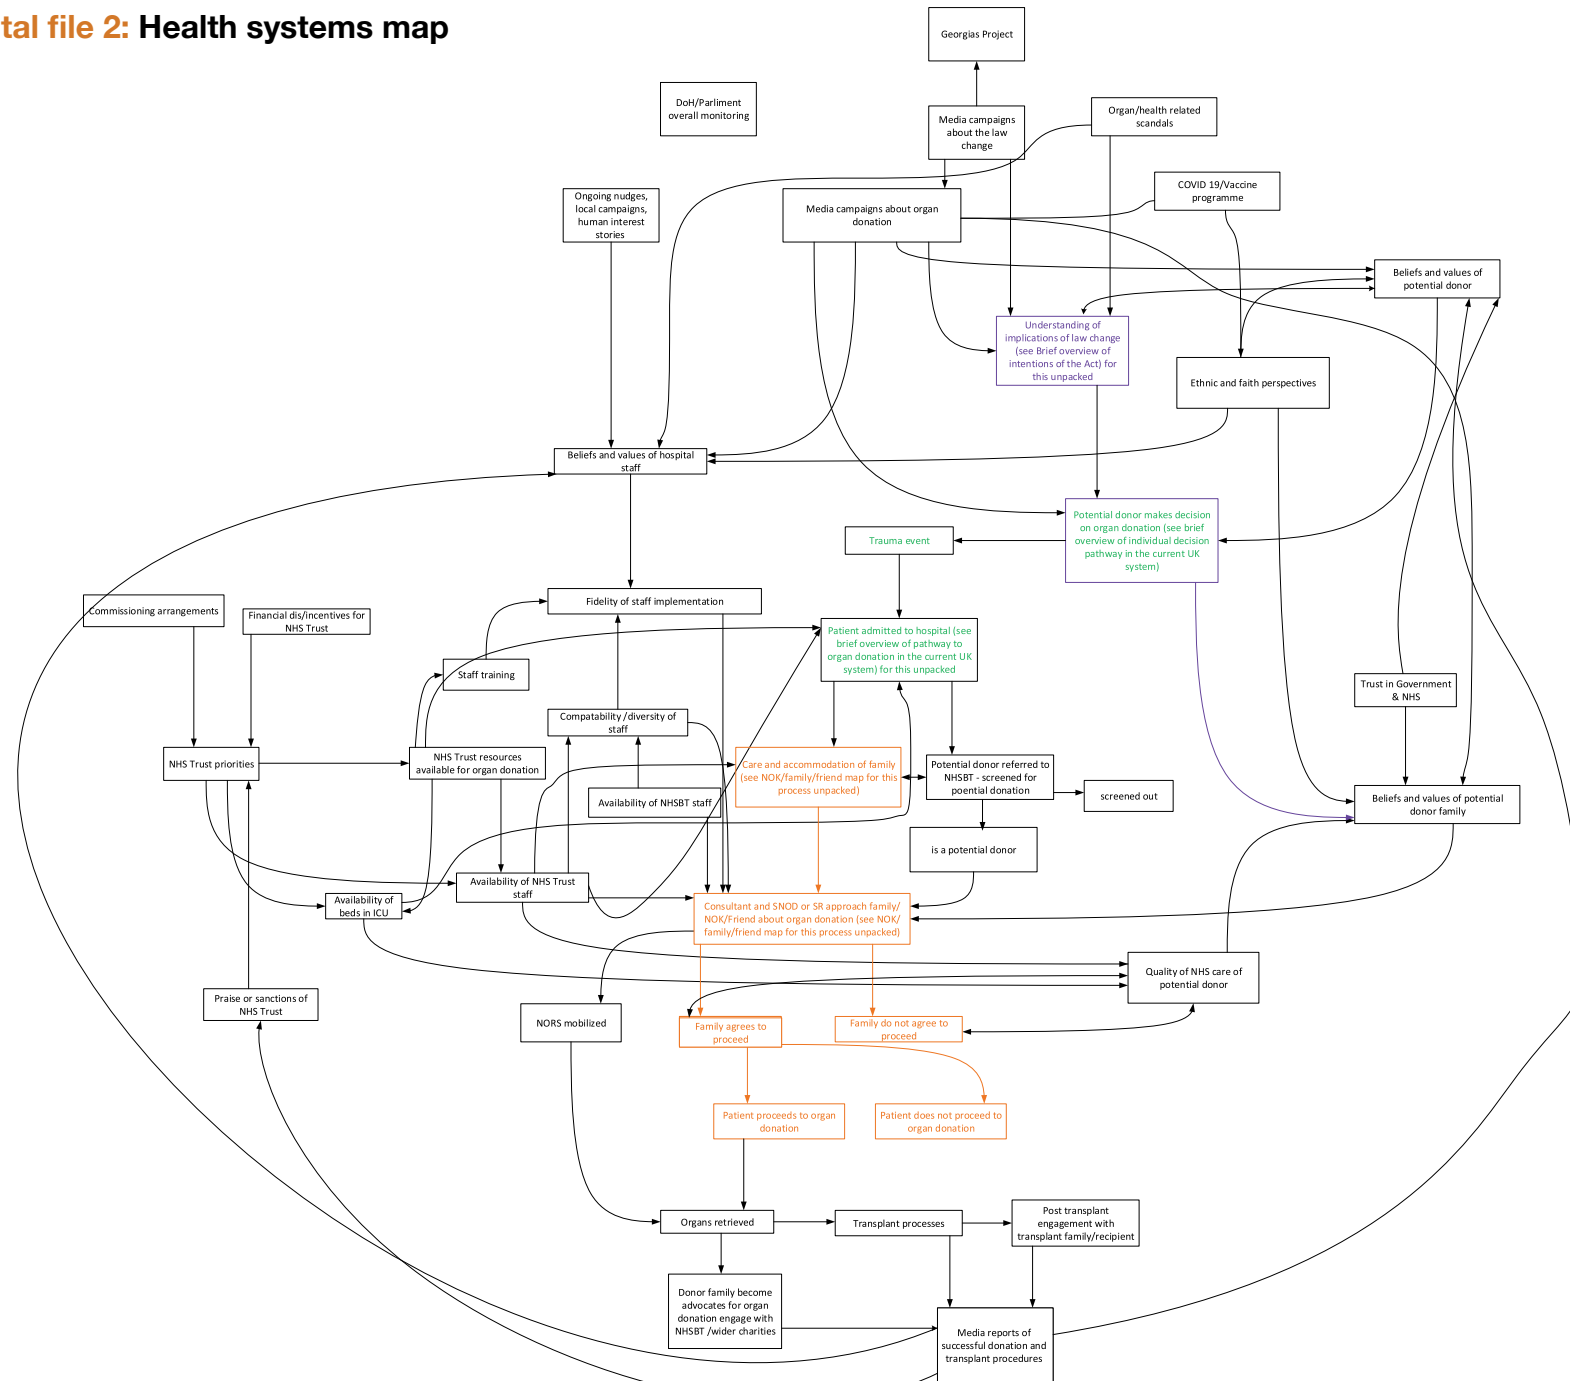 tal file 2: Health systems map
Georgias Project
DoH/Parliment
overall monitoring
Media campaigns
about the law
change
Organ/health related
scandals
COVID 19/Vaccine
programme
Ongoing nudges,
local campaigns,
human interest
stories
Media campaigns about organ
donation
Beliefs and values of
potential donor
Understanding of
implications of law change
(see Brief overview of
intentions of the Act) for
this unpacked
Ethnic and faith perspectives
Beliefs and values of hospital
staff
Potential donor makes decision
on organ donation (see brief
overview of individual decision
pathway in the current UK
system)
Trauma event
Commissioning arrangements
Financial dis/incentives for
NHS Trust
Fidelity of staff implementation
Patient admitted to hospital (see
brief overview of pathway to
organ donation in the current UK
system) for this unpacked
Staff training
Trust in Government
& NHS
Compatability /diversity of
staff
NHS Trust priorities
NHS Trust resources
available for organ donation
Care and accommodation of family
(see NOK/family/friend map for this
process unpacked)
Potential donor referred to
NHSBT - screened for
poential donation
screened out
Availability of NHSBT staff
Beliefs and values of potential
donor family
is a potential donor
Availability of NHS Trust
staff
Availability of
beds in ICU
Consultant and SNOD or SR approach family/
NOK/Friend about organ donation (see NOK/
family/friend map for this process unpacked)
Quality of NHS care of
potential donor
Praise or sanctions of
NHS Trust
NORS mobilized
Family agrees to
proceed
Family do not agree to
proceed
Patient proceeds to organ
donation
Patient does not proceed to
organ donation
Organs retrieved
Transplant processes
Post transplant
engagement with
transplant family/recipient
Donor family become
advocates for organ
donation engage with
NHSBT /wider charities
Media reports of
successful donation and
transplant procedures